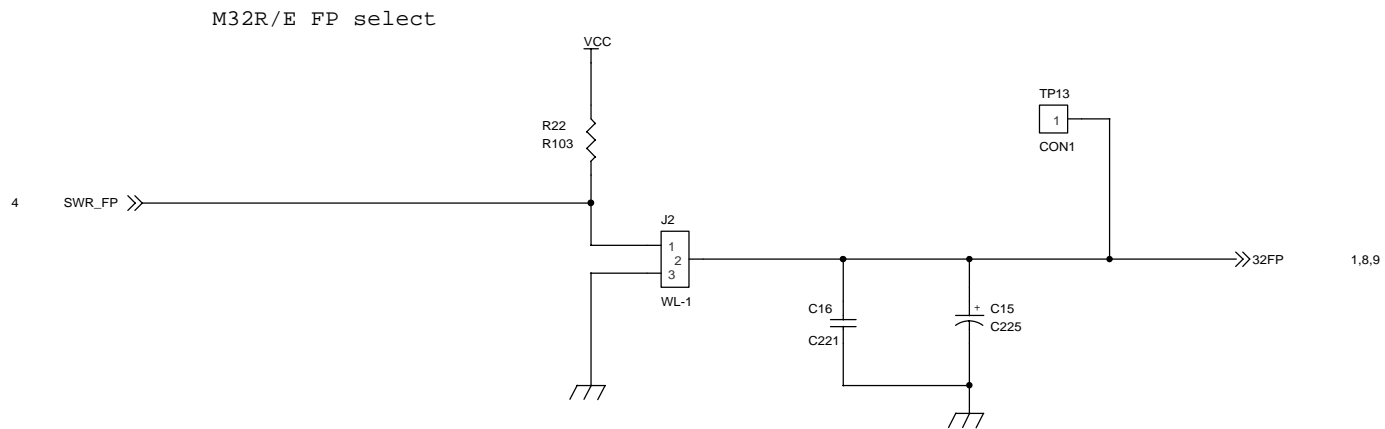 M32R/E FP select
VCC
TP13
1
CON1
R22
R103
4 SWR_FP
J2
1
2
3
WL-1
32FP 1,8,9
C16
C221
+ C15
C225